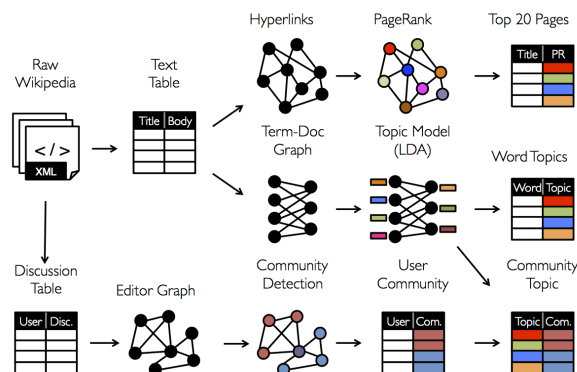 Hyperlinks
PageRank
Top 20 Pages
Raw
Wikipedia
Text
Table
Title PR
Title Body
</>
XML
Term-Doc
Graph
Topic Model
(LDA)
Word Topics
Word Topic
Discussion
Table
Editor Graph
Community
Detection
User
Community
Community
Topic
User Disc.
User Com.
Topic Com.